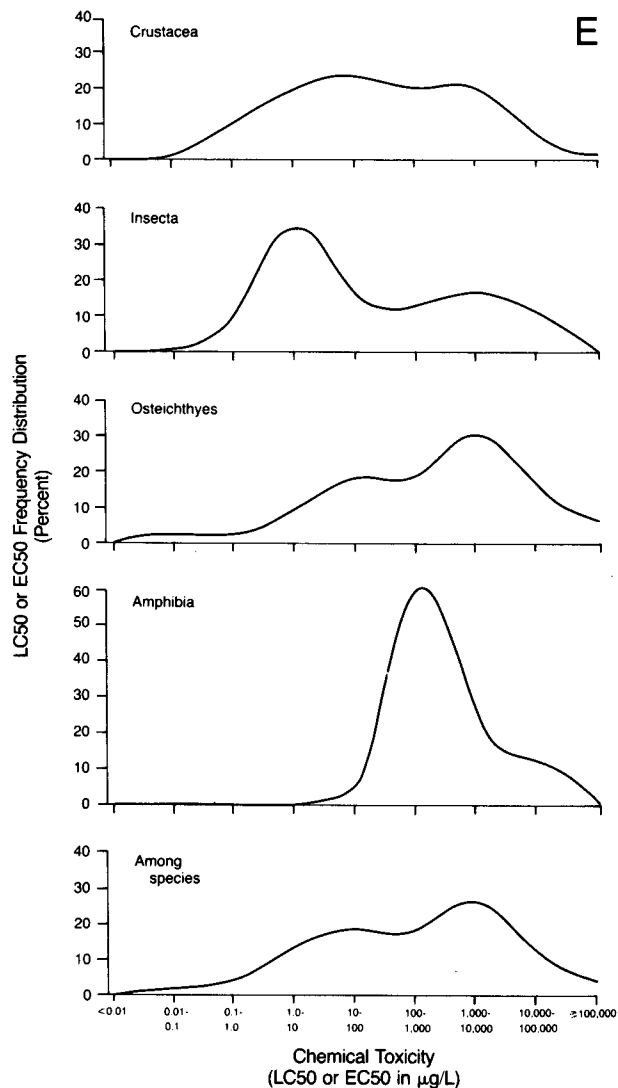 E
Crustacea
40
30
20
10
0
Insecta
40
30
20
10
0
Osteichthyes
40
30
20
10
0
Amphibia
60
50
40
30
20
10
0
Among
species
40
30
20
10
0
LC50 or EC50 Frequency Distribution
(Percent)
<0.01 0.01- 0.1- 1.0- 10- 100- 1,000- 10,000- ≥100,000
0.1 1.0 10 100 1,000 10,000 100,000
Chemical Toxicity
(LC50 or EC50 in µg/L)